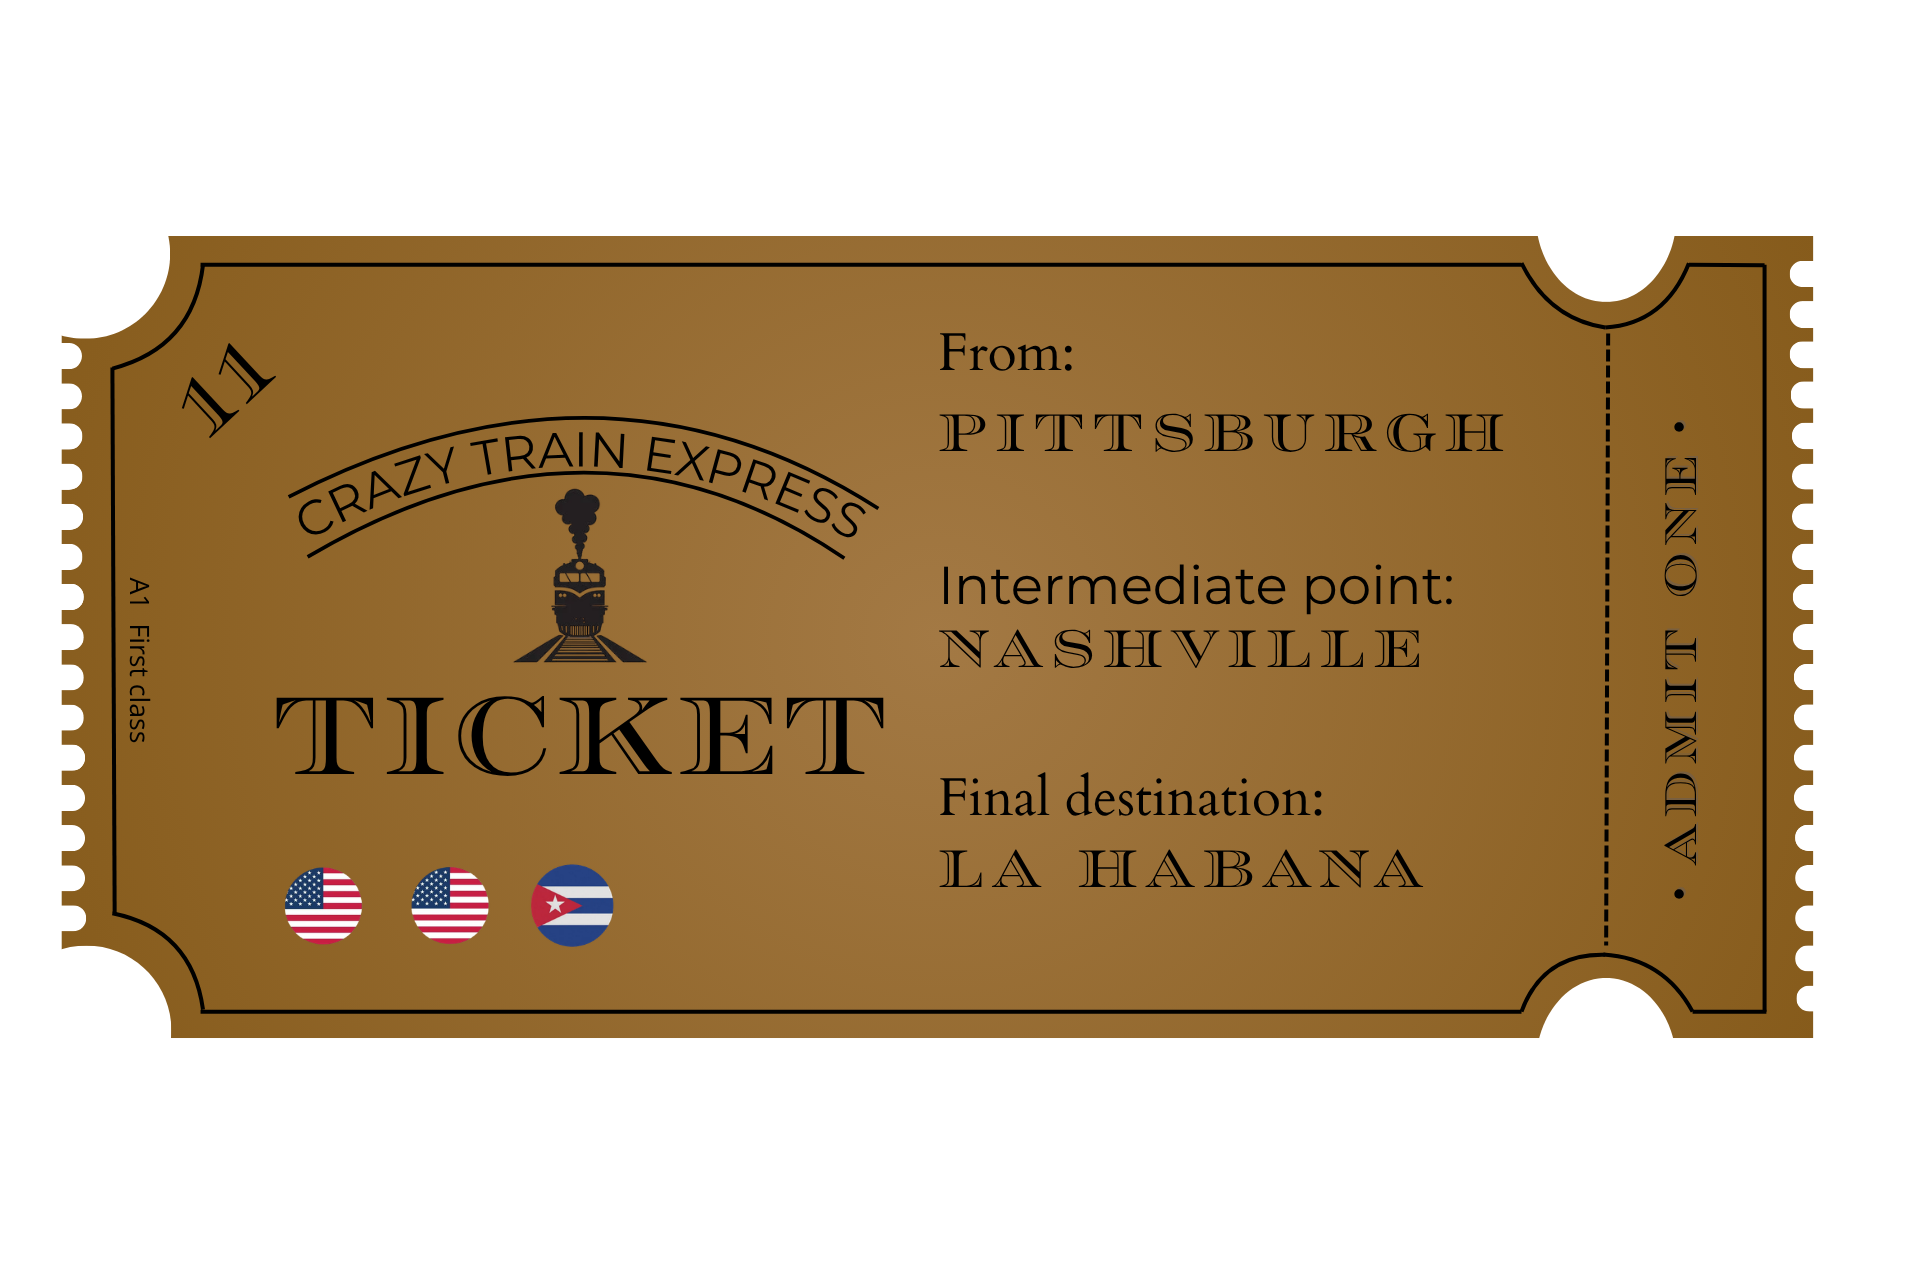 11
CRAZY TRAIN EXPRESS
TICKET
A1 First class
From:
PITTSBURGH
Intermediate point:
NASHVILLE
Final destination:
LA HABANA
• ADMIT ONE •